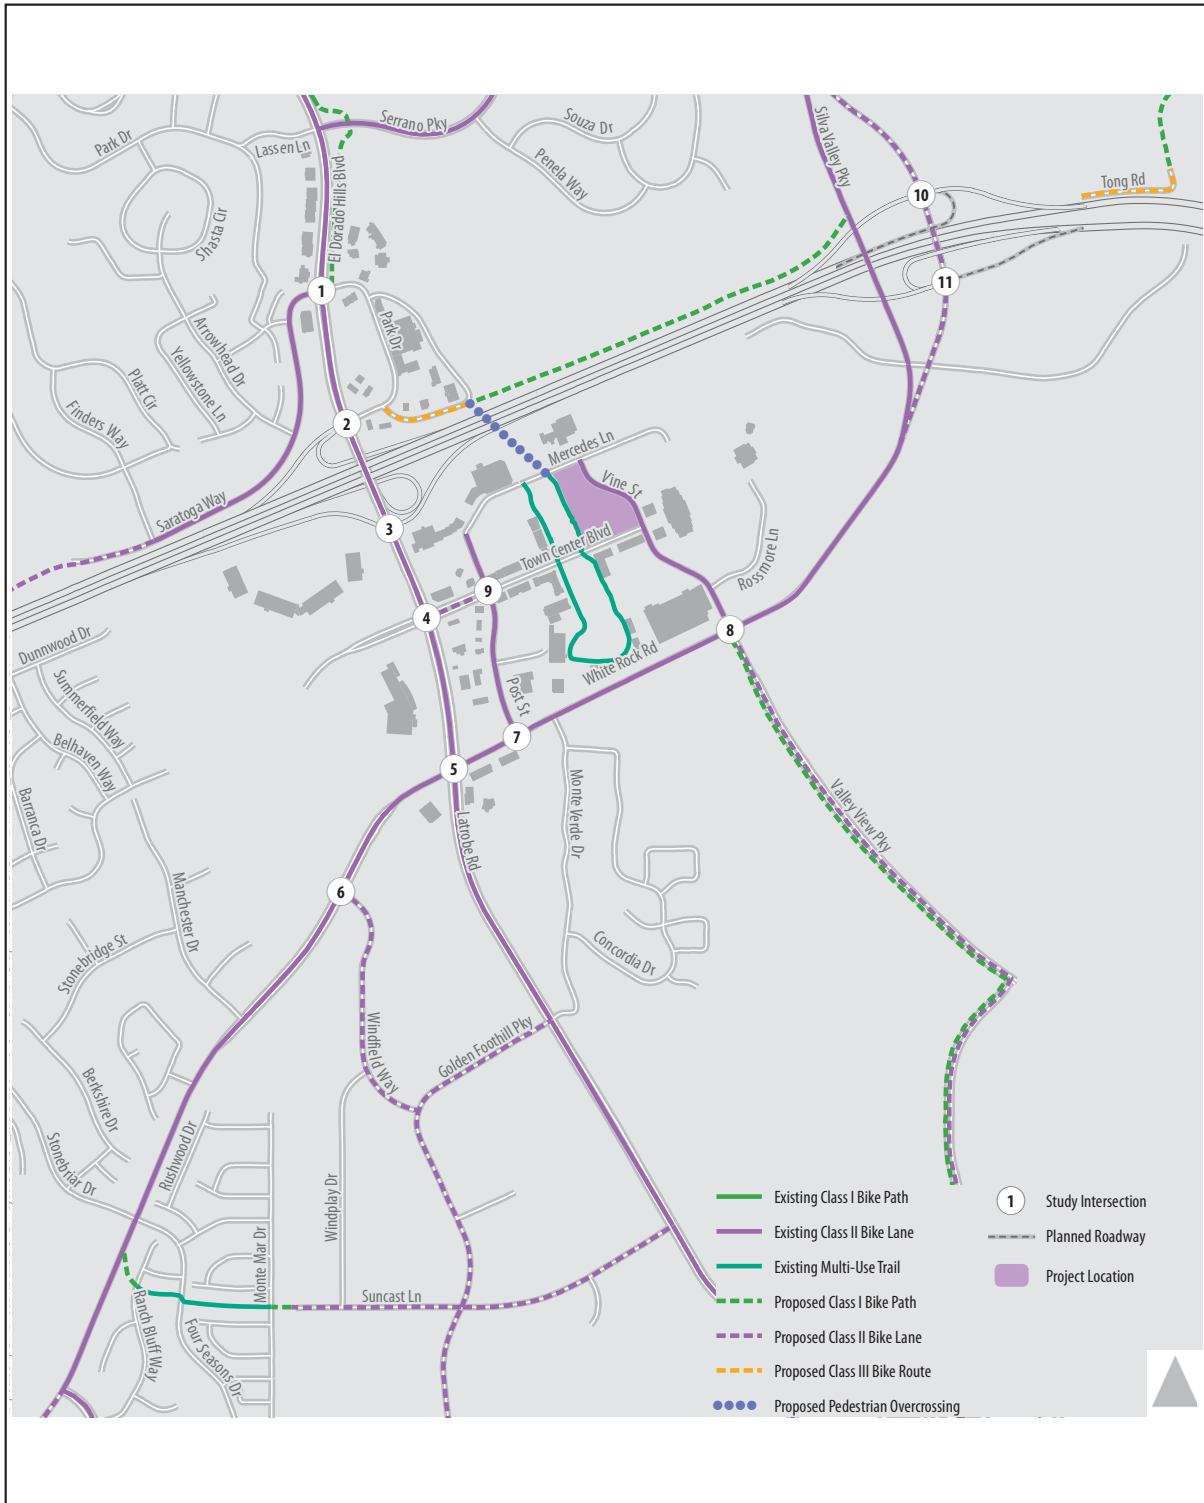 Serrano Pky
Souza Dr
Silva Valley Pky
Park Dr
Lassen Ln
Penela Way
Tong Rd
El Dorado Hills Blvd
10
Shasta Cir
11
1
Park Dr
Arrowhead Dr
Yellowstone Ln
Platt Cir
Finders Way
2
Mercedes Ln
Vine St
Saratoga Way
3
Town Center Blvd
Rossmore Ln
9
4
8
Dunnwood Dr
White Rock Rd
Summerfield Way
Post St
Belhaven Way
7
5
Barranca Dr
Monte Verde Dr
Valley View Pky
Latrobe Rd
6
Manchester Dr
Stonebridge St
Concordia Dr
Windfield Way
Golden Foothill Pky
Berkshire Dr
Stonebriar Dr
Rushwood Dr
Windplay Dr
Monte Mar Dr
Suncast Ln
Ranch Bluff Way
Four Seasons Dr
Existing Class I Bike Path
Existing Class II Bike Lane
Existing Multi-Use Trail
Proposed Class I Bike Path
Proposed Class II Bike Lane
Proposed Class III Bike Route
Proposed Pedestrian Overcrossing
1 Study Intersection
Planned Roadway
Project Location